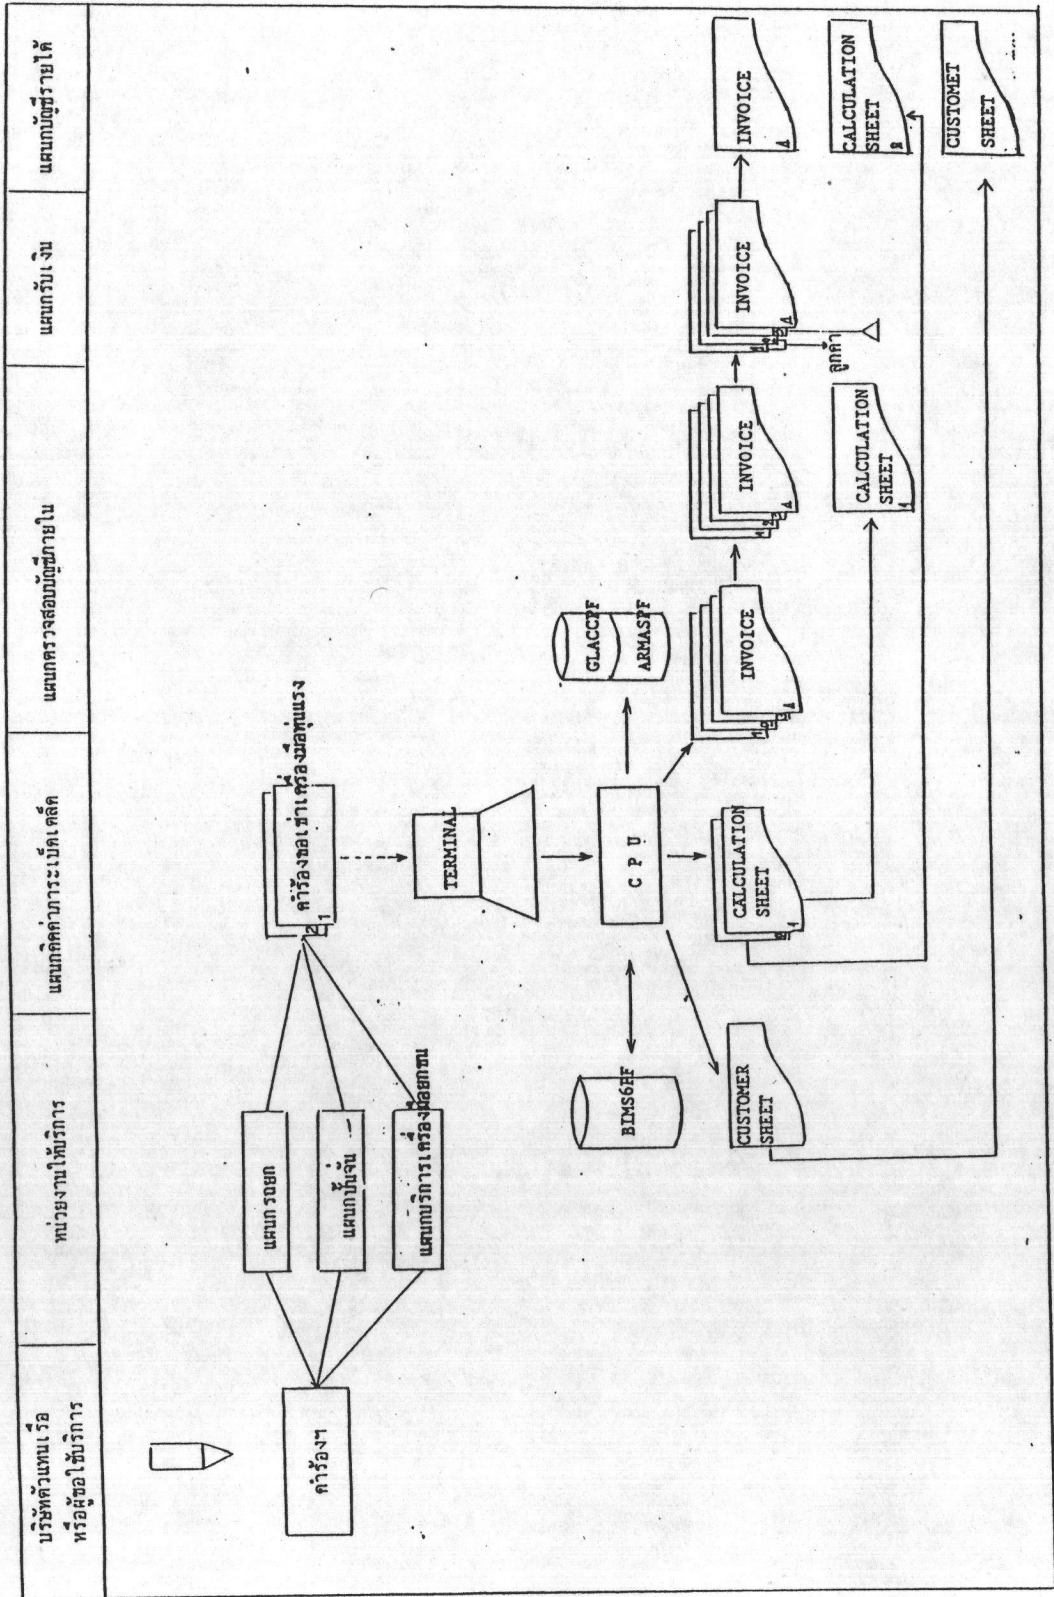 บริษัทตัวแทนเรือ
หรือผู้ขอใช้บริการ
หน่วยงานให้บริการ
แผนกคิดค่าภาระเบ็ดเตล็ด
แผนกตรวจสอบบัญชีภายใน
แผนกรับเงิน
แผนกบัญชีรายได้
คำร้องฯ
แผนกรถยก
แผนกปั้นจั่น
แผนกบริการเครื่องมือยกขน
คำร้องขอเช่าเครื่องมือทุ่นแรง
2
1
TERMINAL
C P U
BIMS6PF
GLACCPF
ARMASPF
CUSTOMER
SHEET
CALCULATION
SHEET
INVOICE
INVOICE
CALCULATION
SHEET
INVOICE
ลูกค้า
INVOICE
CALCULATION
SHEET
CUSTOMET
SHEET